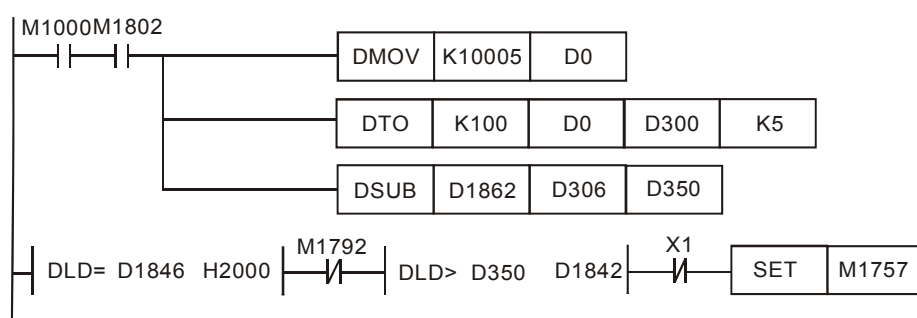 M1000M1802
DMOV K10005 D0
DTO K100 D0 D300 K5
DSUB D1862 D306 D350
M1792 X1
DLD= D1846 H2000 DLD> D350 D1842 SET M1757